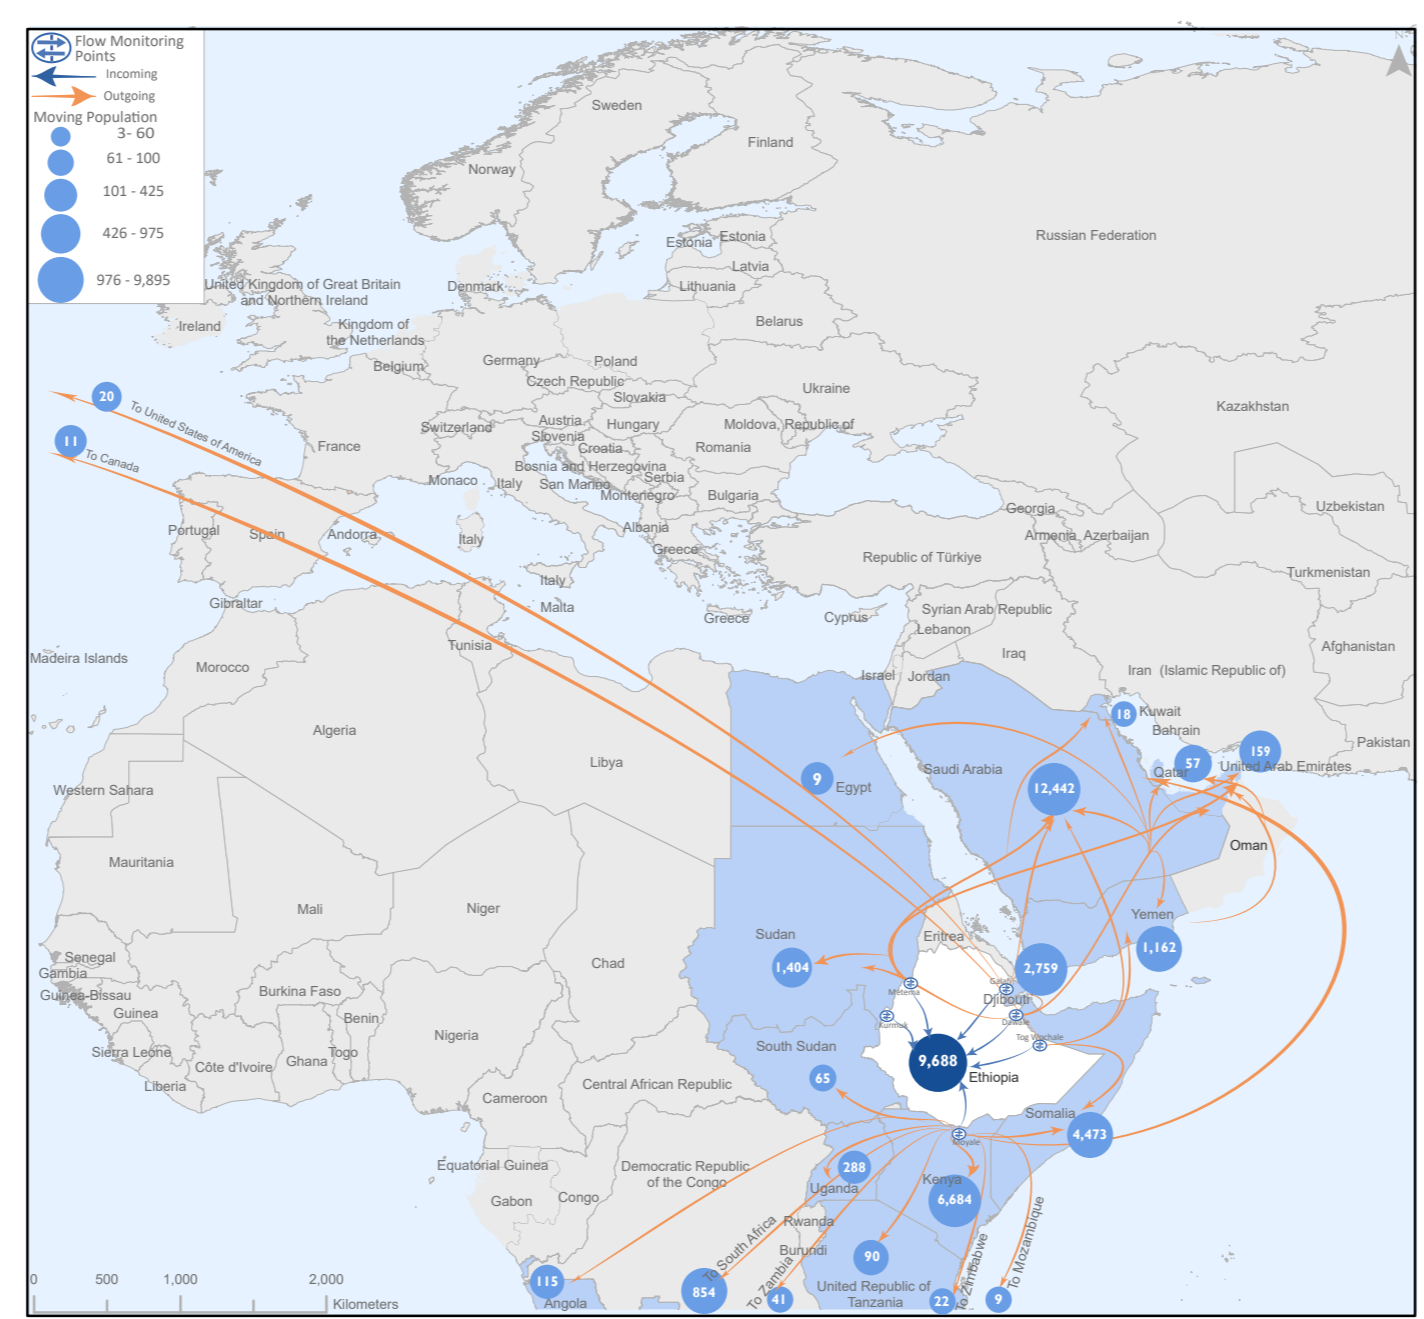 Flow Monitoring
Points
Incoming
Outgoing
Moving Population
3- 60
61 - 100
101 - 425
426 - 975
976 - 9,895
N
Sweden
Finland
Norway
Russian Federation
Estonia
Estonia
Latvia
Lithuania
Denmark
United Kingdom of Great Britain
and Northern Ireland
Ireland
Kingdom of
the Netherlands
Belarus
Belgium
Germany
Poland
Czech Republic
Slovakia
Ukraine
Kazakhstan
20
To United States of America
11
To Canada
France
Switzerland
Austria
Slovenia
Hungary
Croatia
Moldova, Republic of
Romania
Bosnia and Herzegovina
Serbia
Monaco
Italy
San Marino
Montenegro
Bulgaria
Georgia
Uzbekistan
Portugal
Spain
Andorra
Italy
Albania
Greece
Armenia
Azerbaijan
Republic of Türkiye
Turkmenistan
Italy
Gibraltar
Malta
Greece
Cyprus
Syrian Arab Republic
Lebanon
Tunisia
Iraq
Afghanistan
Madeira Islands
Morocco
Israel
Jordan
Iran (Islamic Republic of)
18
Kuwait
Bahrain
Pakistan
Algeria
Libya
9
Egypt
Saudi Arabia
12,442
57
159
Qatar
United Arab Emirates
Western Sahara
Mauritania
Oman
Mali
Niger
Chad
Sudan
1,404
Eritrea
Yemen
1,162
2,759
Senegal
Gambia
Guinea-Bissau
Guinea
Burkina Faso
Benin
Metema
Galafi
Djibouti
Kurmuk
Dawale
Tog Wochale
Nigeria
Sierra Leone
Côte d'Ivoire
Ghana
Togo
Liberia
South Sudan
65
9,688
Ethiopia
Central African Republic
Cameroon
Somalia
4,473
Moyale
Equatorial Guinea
Gabon
Congo
Democratic Republic
of the Congo
288
Uganda
Kenya
6,684
Rwanda
Burundi
90
United Republic of
Tanzania
To South Africa
854
To Zambia
41
To Zimbabwe
22
To Mozambique
9
115
Angola
0
500
1,000
2,000
Kilometers